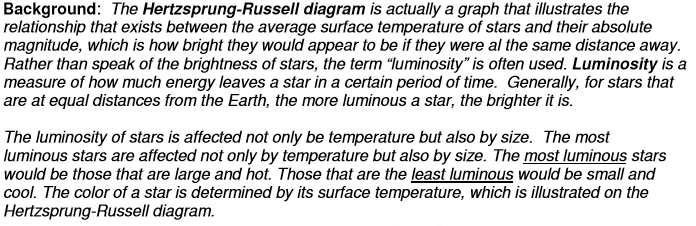 Background: The Hertzsprung-Russell diagram is actually a graph that illustrates the
relationship that exists between the average surface temperature of stars and their absolute
magnitude, which is how bright they would appear to be if they were al the same distance away.
Rather than speak of the brightness of stars, the term “luminosity” is often used. Luminosity is a
measure of how much energy leaves a star in a certain period of time. Generally, for stars that
are at equal distances from the Earth, the more luminous a star, the brighter it is.
The luminosity of stars is affected not only be temperature but also by size. The most
luminous stars are affected not only by temperature but also by size. The most luminous stars
would be those that are large and hot. Those that are the least luminous would be small and
cool. The color of a star is determined by its surface temperature, which is illustrated on the
Hertzsprung-Russell diagram.